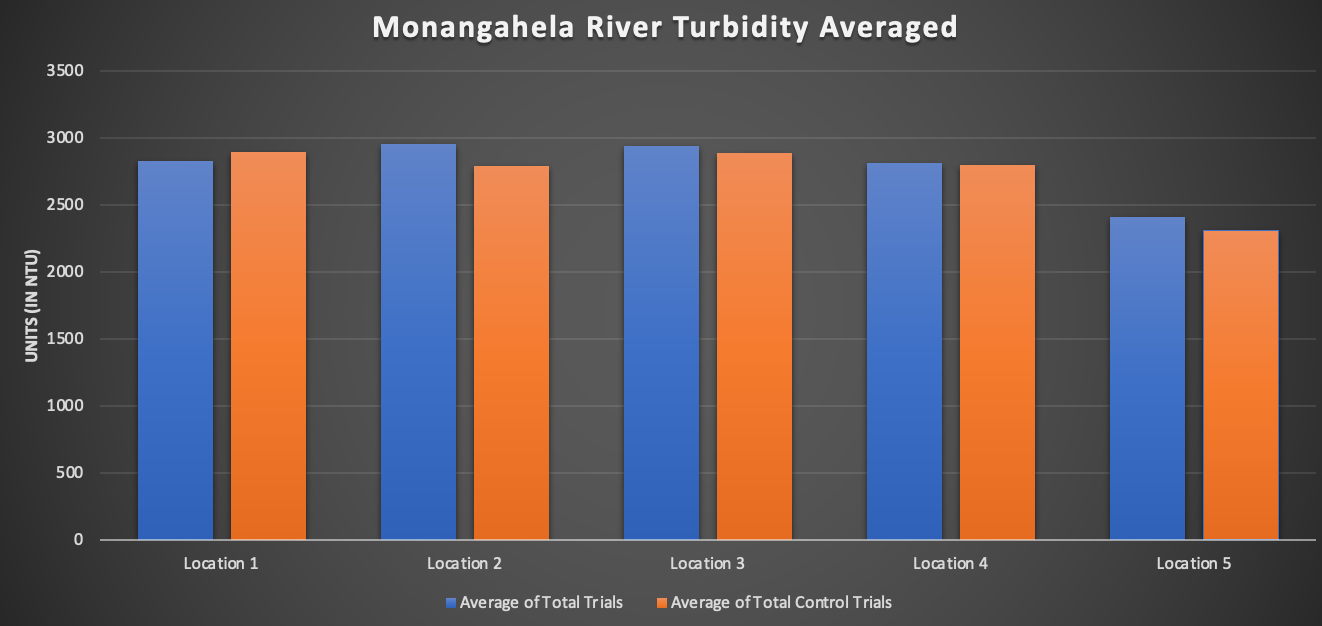 Monangahela River Turbidity Averaged
3500
3000
2500
2000
1500
1000
500
0
UNITS (IN NTU)
Location 1 Location 2 Location 3 Location 4 Location 5
Average of Total Trials Average of Total Control Trials